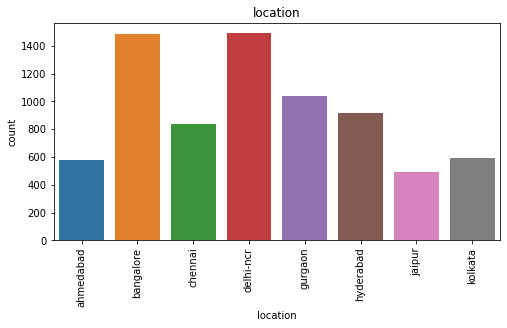 location
1400
1200
1000
800
600
400
200
0
count
ahmedabad
bangalore
chennai
delhi-ncr
gurgaon
hyderabad
jaipur
kolkata
location